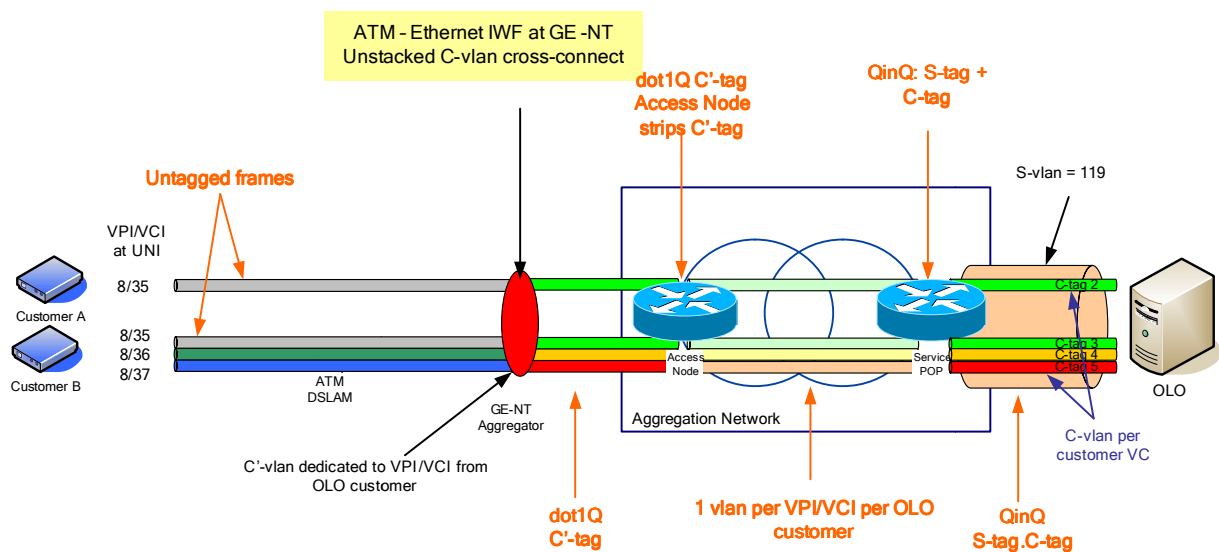 ATM - Ethernet IWF at GE -NT
Unstacked C-vlan cross-connect
dot1Q C'-tag
Access Node
strips C'-tag
QinQ: S-tag +
C-tag
Untagged frames
S-vlan = 119
VPI/VCI
at UNI
8/35
Customer A
8/35
8/36
8/37
Customer B
ATM
DSLAM
GE-NT
Aggregator
Access
Node
Service
POP
C-tag 2
C-tag 3
C-tag 4
C-tag 5
OLO
Aggregation Network
C-vlan per
customer VC
C'-vlan dedicated to VPI/VCI from
OLO customer
dot1Q
C'-tag
1 vlan per VPI/VCI per OLO
customer
QinQ
S-tag.C-tag